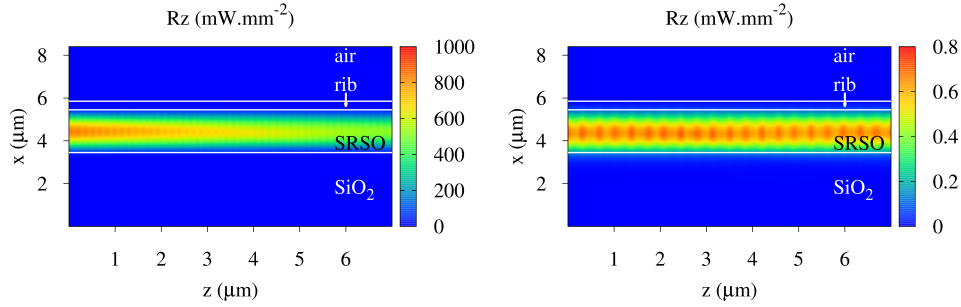 Rz (mW.mm-2)
x (μm)
8
6
4
2
air
rib
SRSO
SiO2
1000
800
600
400
200
0
1 2 3 4 5 6
z (μm)
Rz (mW.mm-2)
x (μm)
8
6
4
2
air
rib
SRSO
SiO2
0.8
0.6
0.4
0.2
0
1 2 3 4 5 6
z (μm)